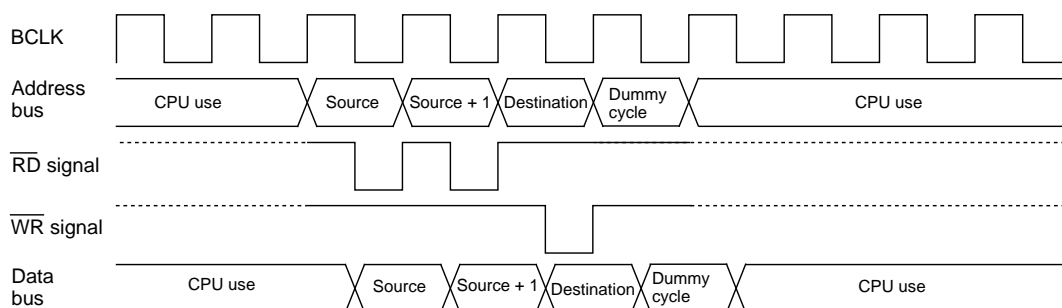 BCLK
Address
bus
CPU use
Source
Source + 1
Destination
Dummy
cycle
CPU use
RD signal
WR signal
Data
bus
CPU use
Source
Source + 1
Destination
Dummy
cycle
CPU use